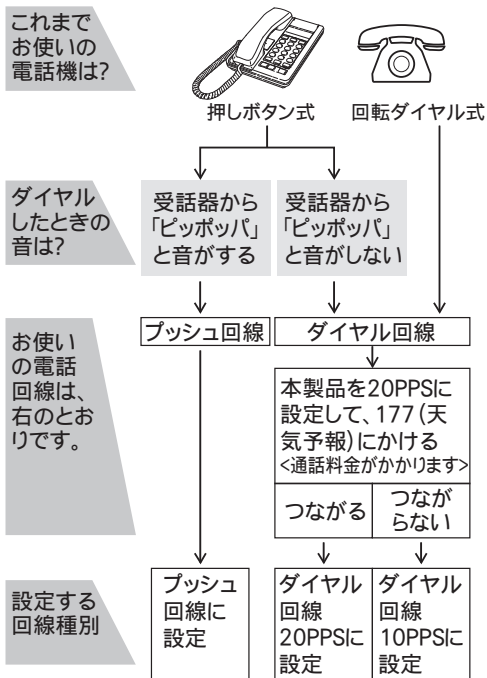 これまで
お使いの
電話機は?
押しボタン式
回転ダイヤル式
ダイヤル
したときの
音は?
受話器から
「ピッポッパ」
と音がする
受話器から
「ピッポッパ」
と音がしない
お使い
の電話
回線は、
右のとお
りです。
プッシュ回線
ダイヤル回線
本製品を20PPSに
設定して、177(天
気予報)にかける
<通話料金がかかります>
つながる
つなが
らない
設定する
回線種別
プッシュ
回線に
設定
ダイヤル
回線
20PPSに
設定
ダイヤル
回線
10PPSに
設定